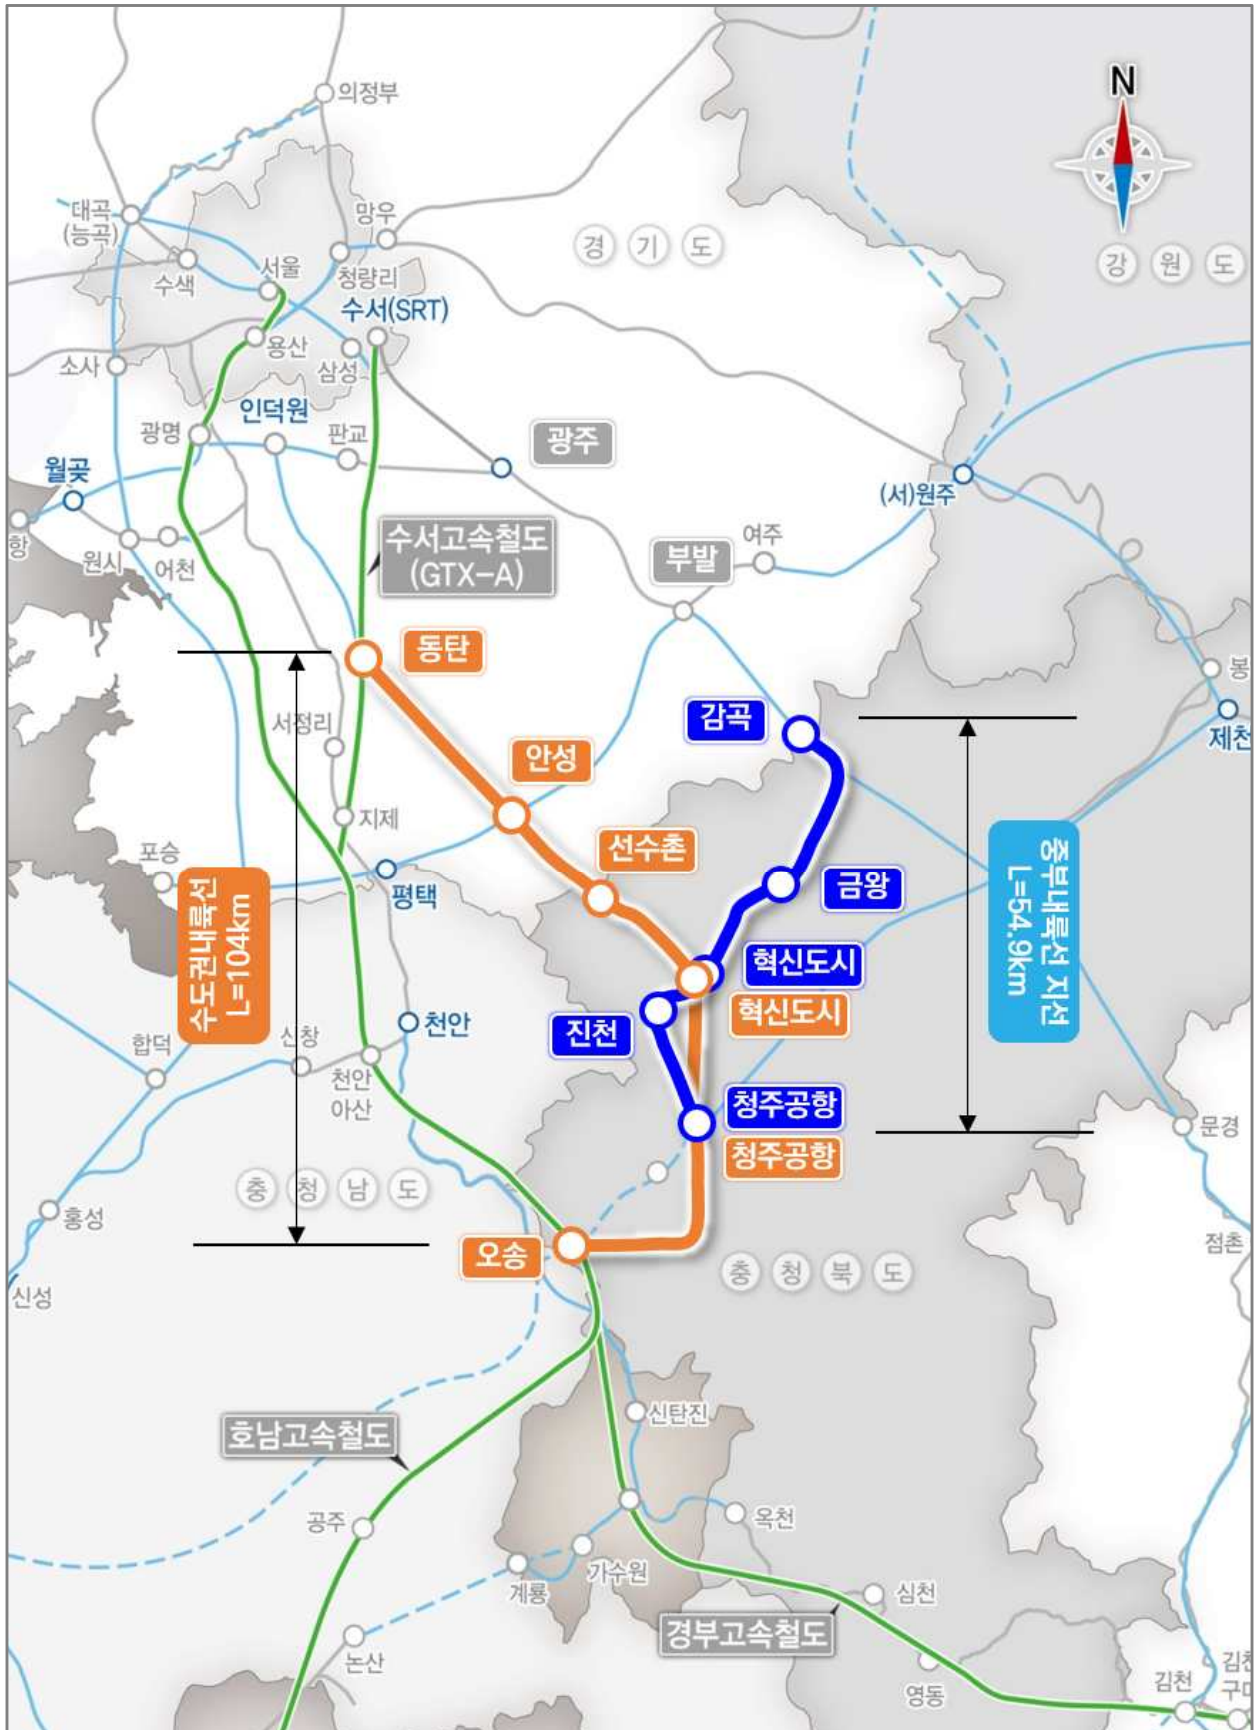 의정부
N
대곡
(능곡)
망우
경 기 도
강 원 도
수색
서울
청량리
수서(SRT)
용산
소사
삼성
인덕원
광명
판교
광주
월곶
(서)원주
항
원시
어천
수서고속철도
(GTX-A)
여주
부발
동탄
봉
서정리
감곡
제천
안성
지제
포승
선수촌
평택
금왕
수도권내륙선
L=104km
중부내륙선 지선
L=54.9km
혁신도시
혁신도시
천안
진천
합덕
신창
천안
아산
청주공항
청주공항
문경
충 청 남 도
홍성
오송
점촌
충 청 북 도
신성
신탄진
호남고속철도
공주
옥천
가수원
계룡
심천
경부고속철도
논산
영동
김천
김천
구미